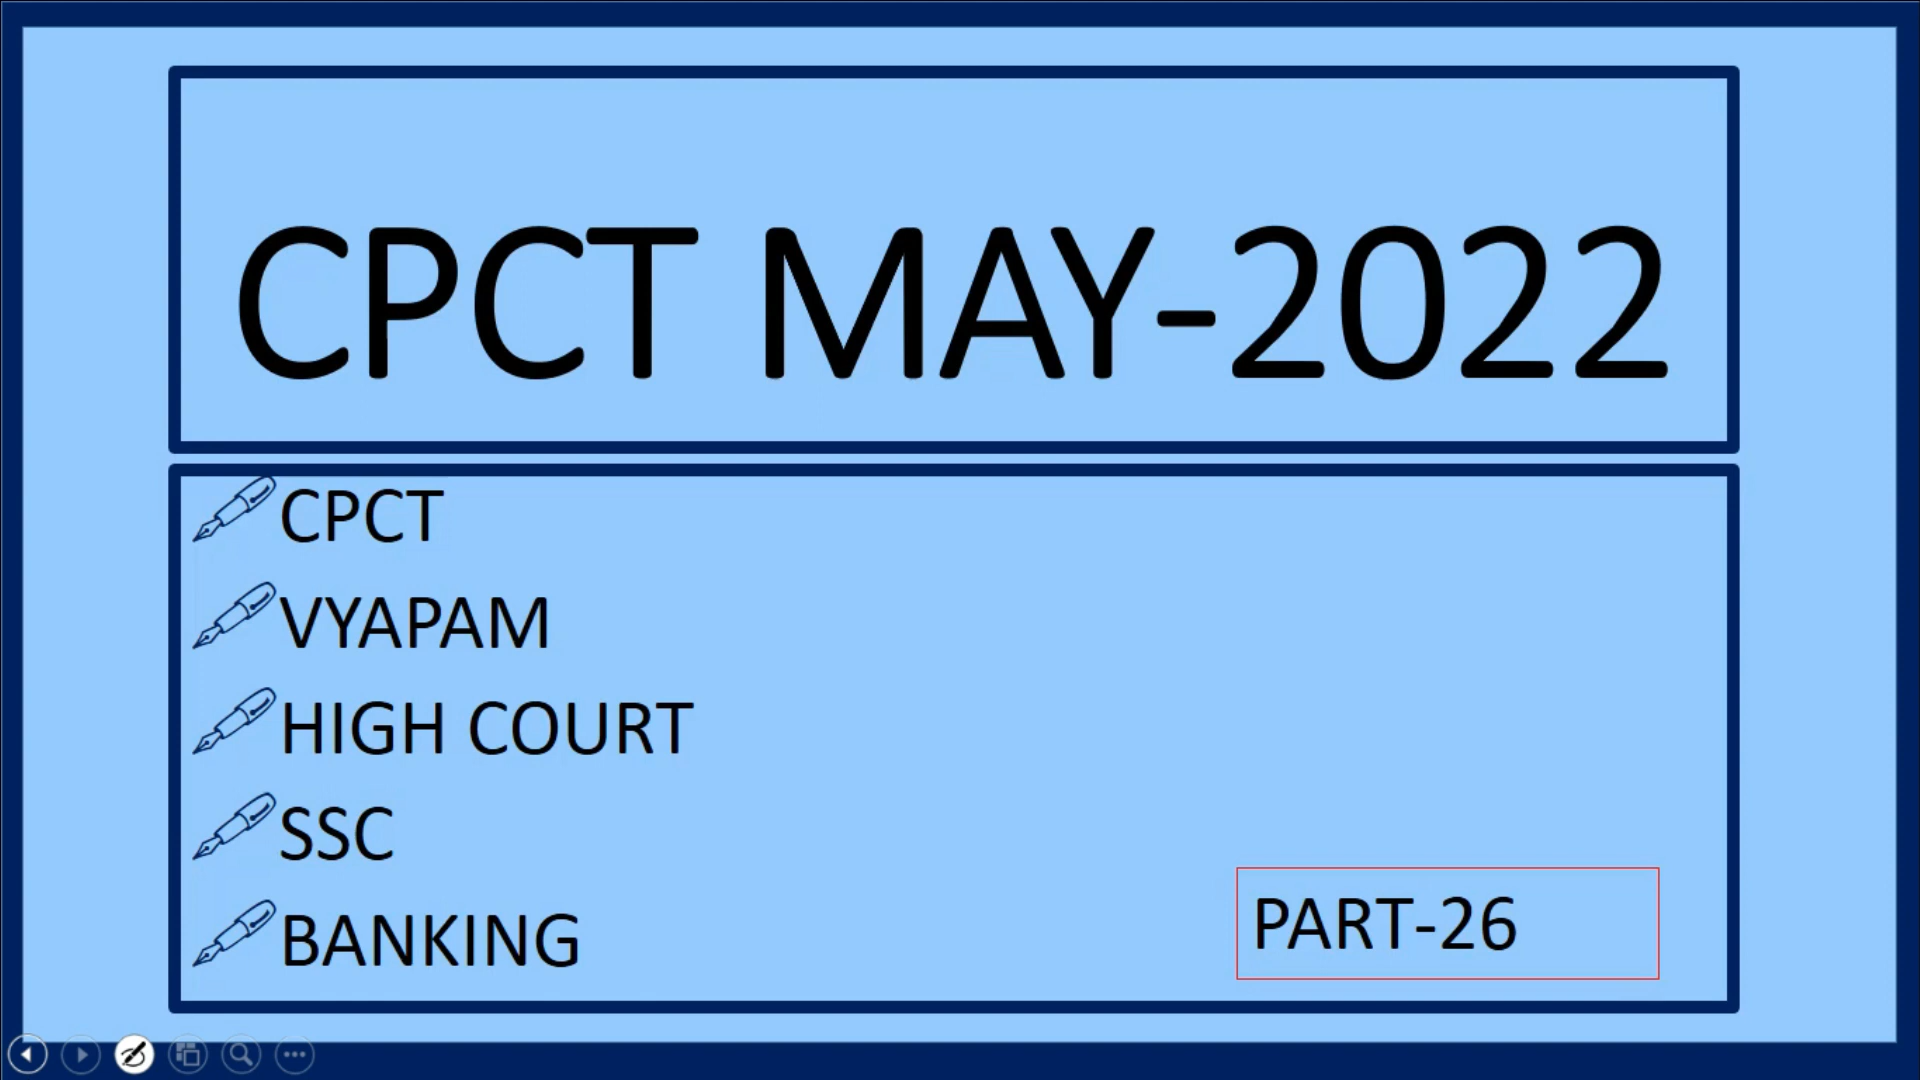 CPCT MAY-2022
CPCT
VYAPAM
HIGH COURT
SSC
BANKING
PART-26